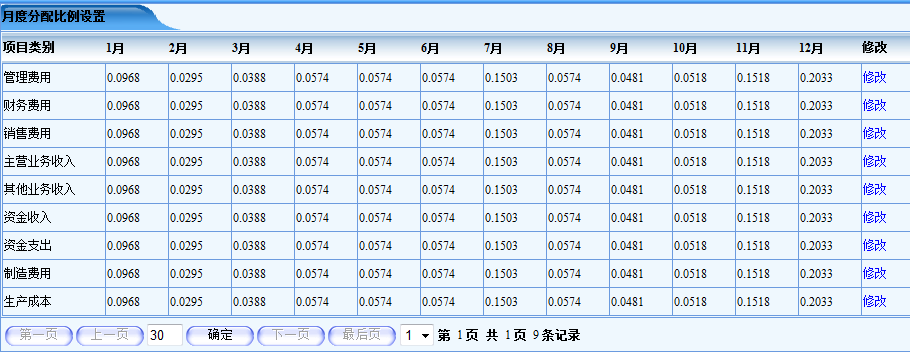 月度分配比例设置
项目类别 1月 2月 3月 4月 5月 6月 7月 8月 9月 10月 11月 12月 修改
管理费用 0.0968 0.0295 0.0388 0.0574 0.0574 0.0574 0.1503 0.0574 0.0481 0.0518 0.1518 0.2033 修改
财务费用 0.0968 0.0295 0.0388 0.0574 0.0574 0.0574 0.1503 0.0574 0.0481 0.0518 0.1518 0.2033 修改
销售费用 0.0968 0.0295 0.0388 0.0574 0.0574 0.0574 0.1503 0.0574 0.0481 0.0518 0.1518 0.2033 修改
主营业务收入 0.0968 0.0295 0.0388 0.0574 0.0574 0.0574 0.1503 0.0574 0.0481 0.0518 0.1518 0.2033 修改
其他业务收入 0.0968 0.0295 0.0388 0.0574 0.0574 0.0574 0.1503 0.0574 0.0481 0.0518 0.1518 0.2033 修改
资金收入 0.0968 0.0295 0.0388 0.0574 0.0574 0.0574 0.1503 0.0574 0.0481 0.0518 0.1518 0.2033 修改
资金支出 0.0968 0.0295 0.0388 0.0574 0.0574 0.0574 0.1503 0.0574 0.0481 0.0518 0.1518 0.2033 修改
制造费用 0.0968 0.0295 0.0388 0.0574 0.0574 0.0574 0.1503 0.0574 0.0481 0.0518 0.1518 0.2033 修改
生产成本 0.0968 0.0295 0.0388 0.0574 0.0574 0.0574 0.1503 0.0574 0.0481 0.0518 0.1518 0.2033 修改
第一页 上一页 30 确定 下一页 最后页 1 第 1页 共 1页 9条记录